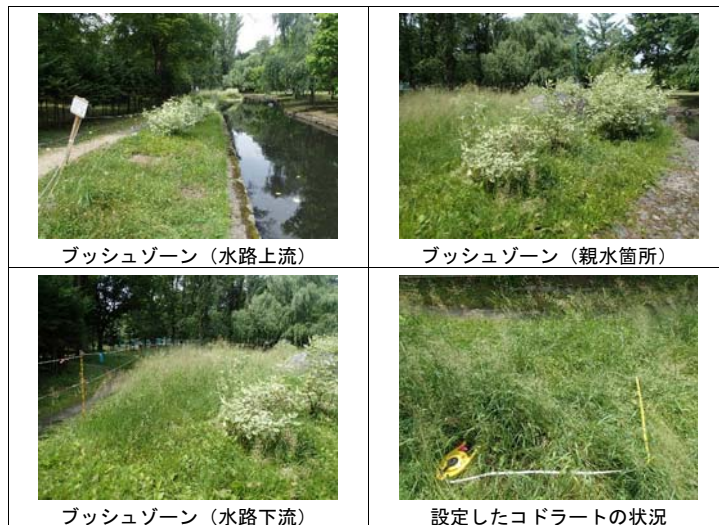 ブッシュゾーン（水路上流）
ブッシュゾーン（親水箇所）
ブッシュゾーン（水路下流）
設定したコドラートの状況